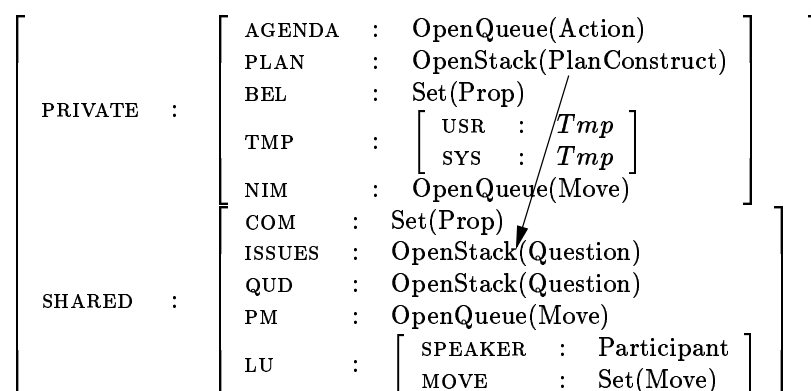 AGENDA : OpenQueue(Action)
PLAN : OpenStack(PlanConstruct)
BEL : Set(Prop)
PRIVATE :
TMP : USR : Tmp
SYS : Tmp
NIM : OpenQueue(Move)
COM : Set(Prop)
ISSUES : OpenStack(Question)
QUD : OpenStack(Question)
SHARED :
PM : OpenQueue(Move)
LU : SPEAKER : Participant
MOVE : Set(Move)